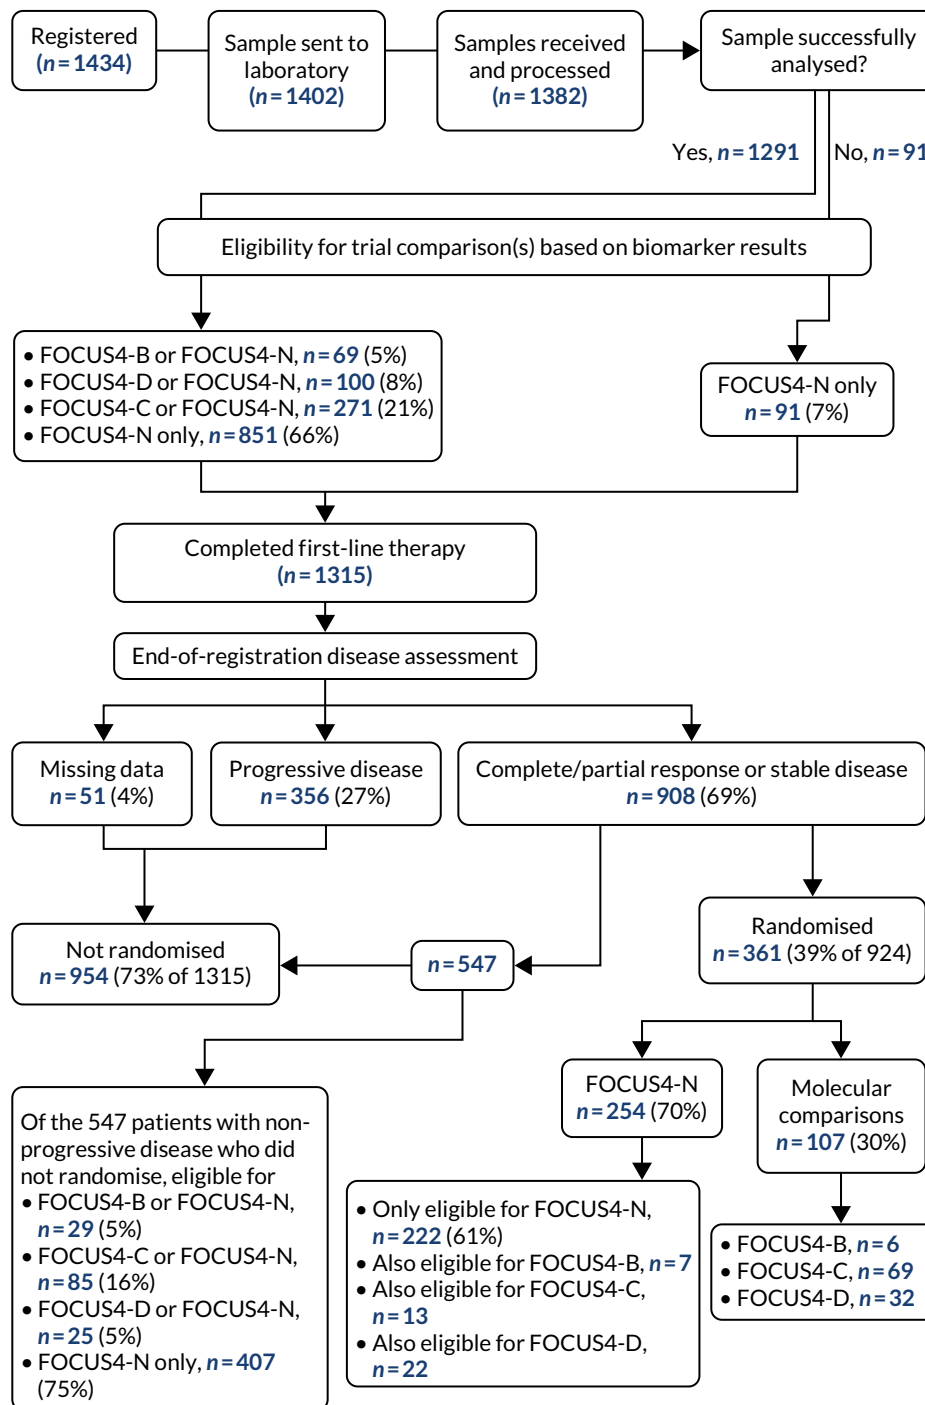 Registered
(n=1434)
Sample sent to
laboratory
(n=1402)
Samples received
and processed
(n=1382)
Sample successfully
analysed?
Yes, n=1291
No, n=91
Eligibility for trial comparison(s) based on biomarker results
• FOCUS4-B or FOCUS4-N, n=69 (5%)
• FOCUS4-D or FOCUS4-N, n=100 (8%)
• FOCUS4-C or FOCUS4-N, n=271 (21%)
• FOCUS4-N only, n=851 (66%)
FOCUS4-N only
n=91 (7%)
Completed first-line therapy
(n=1315)
End-of-registration disease assessment
Missing data
n=51 (4%)
Progressive disease
n=356 (27%)
Complete/partial response or stable disease
n=908 (69%)
Not randomised
n=954 (73% of 1315)
n=547
Randomised
n=361 (39% of 924)
Of the 547 patients with non-
progressive disease who did
not randomise, eligible for
• FOCUS4-B or FOCUS4-N,
n=29 (5%)
• FOCUS4-C or FOCUS4-N,
n=85 (16%)
• FOCUS4-D or FOCUS4-N,
n=25 (5%)
• FOCUS4-N only, n=407
(75%)
FOCUS4-N
n=254 (70%)
Molecular
comparisons
n=107 (30%)
• Only eligible for FOCUS4-N,
n=222 (61%)
• Also eligible for FOCUS4-B, n=7
• Also eligible for FOCUS4-C,
n=13
• Also eligible for FOCUS4-D,
n=22
• FOCUS4-B, n=6
• FOCUS4-C, n=69
• FOCUS4-D, n=32